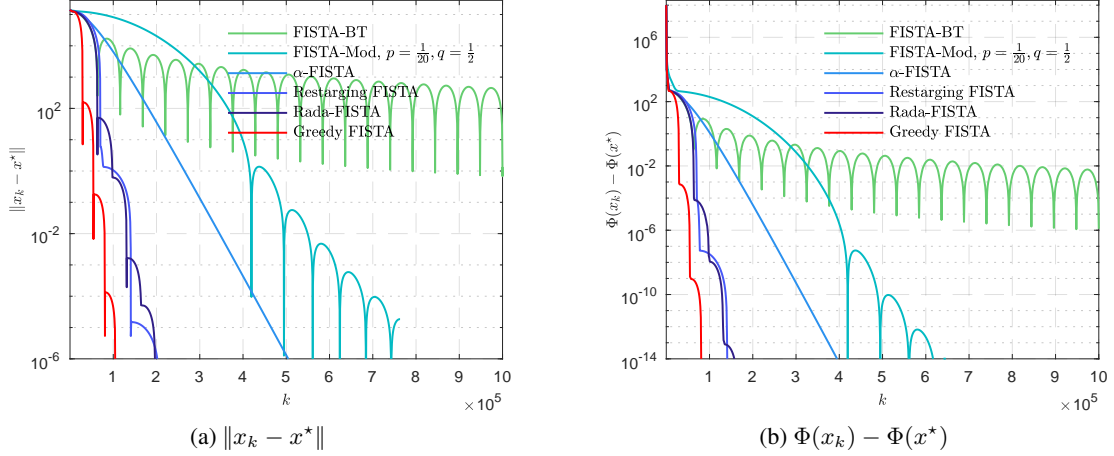 FISTA-BT
FISTA-Mod, p = 1/20, q = 1/2
α-FISTA
Restarging FISTA
Rada-FISTA
Greedy FISTA
10^2
10^-2
10^-6
‖x_k − x^⋆‖
1 2 3 4 5 6 7 8 9 10
k
×10^5
(a) ‖x_k − x^⋆‖
FISTA-BT
FISTA-Mod, p = 1/20, q = 1/2
α-FISTA
Restarging FISTA
Rada-FISTA
Greedy FISTA
10^6
10^2
10^-2
10^-6
10^-10
10^-14
Φ(x_k) − Φ(x^⋆)
1 2 3 4 5 6 7 8 9 10
k
×10^5
(b) Φ(x_k) − Φ(x^⋆)